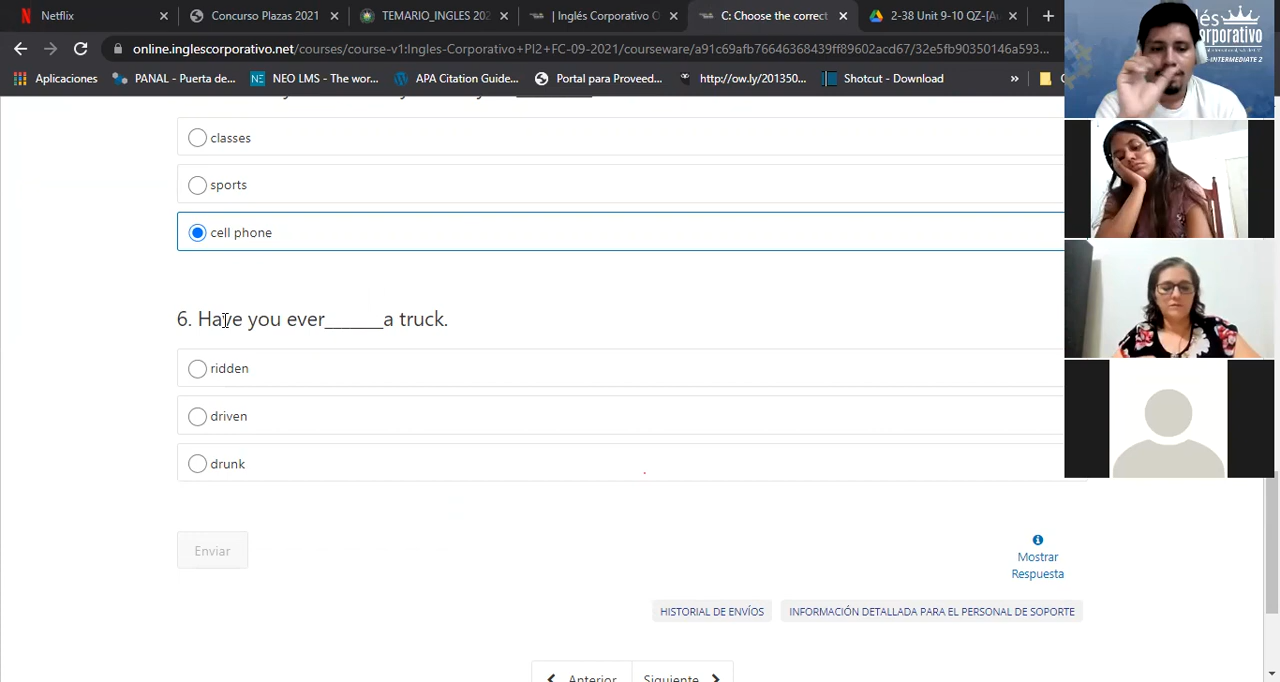 Netflix
Concurso Plazas 2021
TEMARIO_INGLES 202
| Inglés Corporativo O
C: Choose the correct
2-38 Unit 9-10 QZ-[A
online.inglescorporativo.net/courses/course-v1:Ingles-Corporativo+PI2+FC-09-2021/courseware/a91c69afb76646368439ff89602acd67/32e5fb90350146a593...
Aplicaciones
PANAL - Puerta de...
NEO LMS - The wor...
APA Citation Guide...
Portal para Proveed...
http://ow.ly/201350...
Shotcut - Download
»
orporativo
-INTERMEDIATE 2
classes
sports
cell phone
6. Have you ever______a truck.
ridden
driven
drunk
Enviar
Mostrar
Respuesta
HISTORIAL DE ENVÍOS
INFORMACIÓN DETALLADA PARA EL PERSONAL DE SOPORTE
Anterior
Siguiente